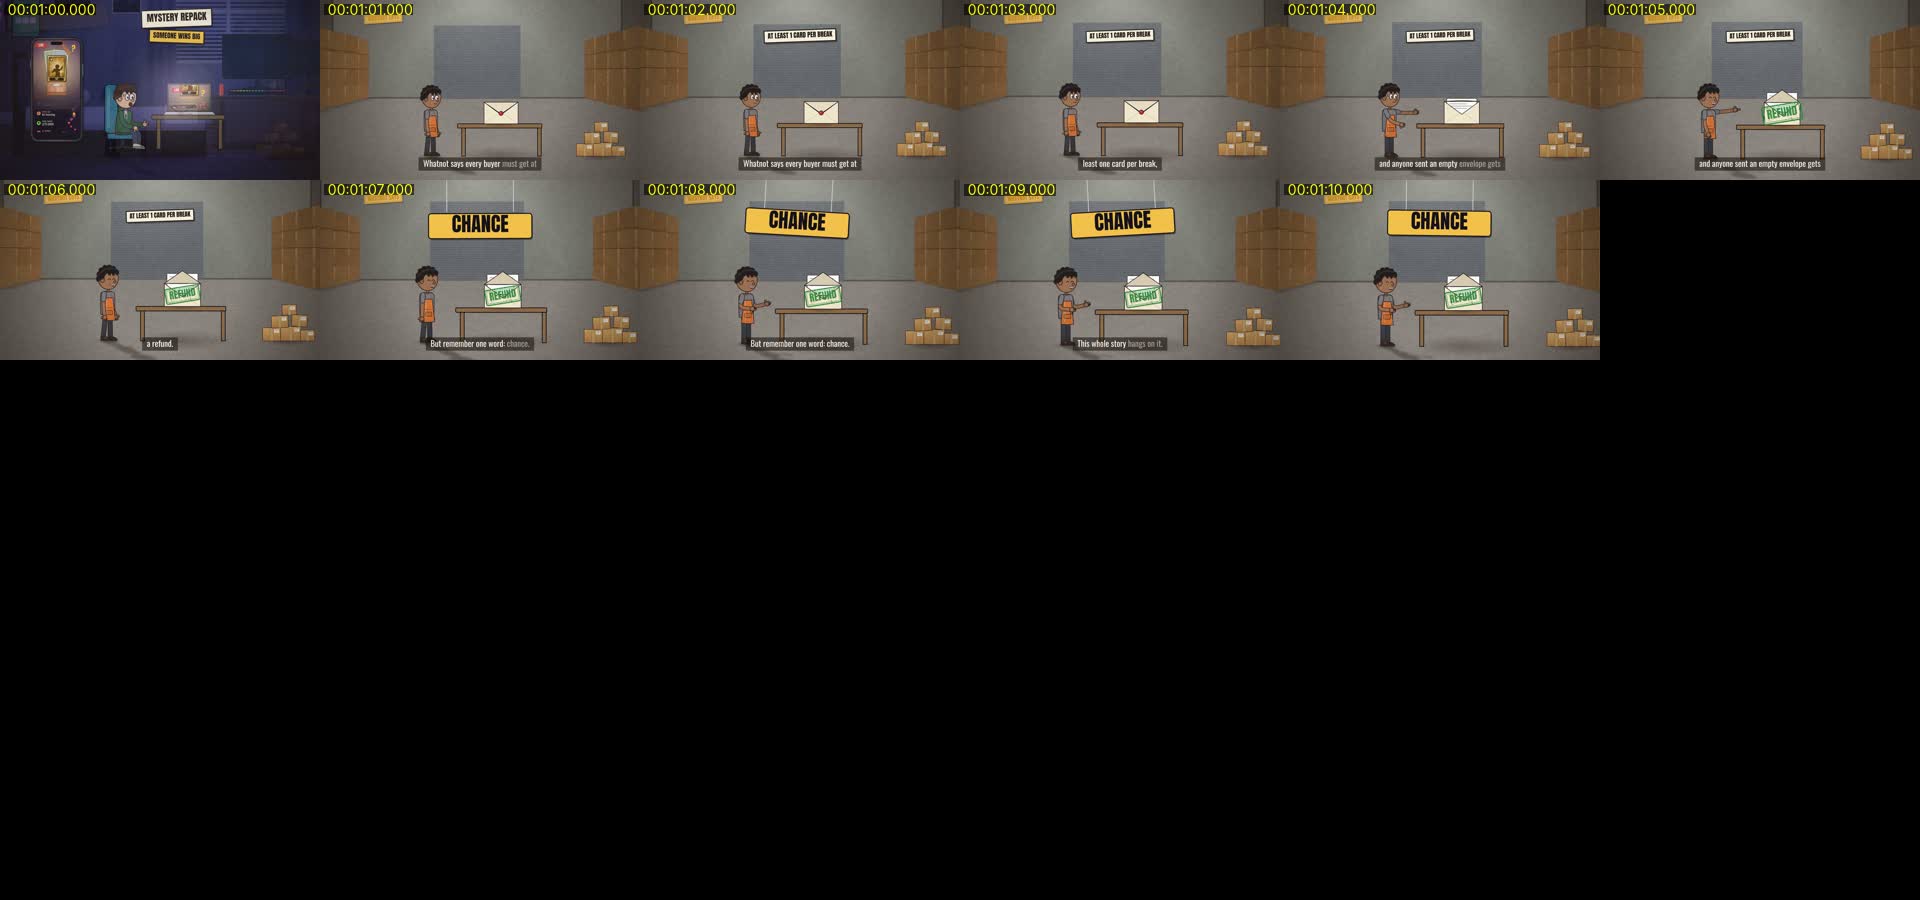 00:01:00.000
MYSTERY REPACK
SOMEONE WINS BIG
00:01:01.000
Whatnot says every buyer must get at
00:01:02.000
AT LEAST 1 CARD PER BREAK
Whatnot says every buyer must get at
00:01:03.000
AT LEAST 1 CARD PER BREAK
least one card per break,
00:01:04.000
AT LEAST 1 CARD PER BREAK
and anyone sent an empty envelope gets
00:01:05.000
AT LEAST 1 CARD PER BREAK
REFUND
and anyone sent an empty envelope gets
00:01:06.000
AT LEAST 1 CARD PER BREAK
REFUND
a refund.
00:01:07.000
CHANCE
REFUND
But remember one word: chance.
00:01:08.000
CHANCE
REFUND
But remember one word: chance.
00:01:09.000
CHANCE
REFUND
This whole story hangs on it.
00:01:10.000
CHANCE
REFUND